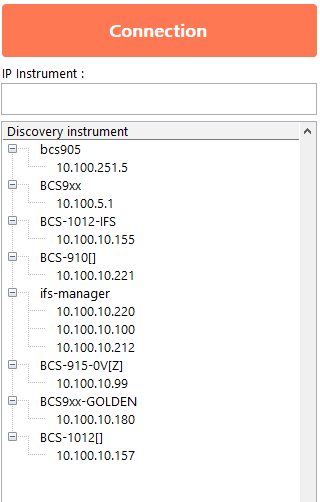 Connection
IP Instrument :
Discovery instrument
bcs905
10.100.251.5
BCS9xx
10.100.5.1
BCS-1012-IFS
10.100.10.155
BCS-910[]
10.100.10.221
ifs-manager
10.100.10.220
10.100.10.100
10.100.10.212
BCS-915-0V[Z]
10.100.10.99
BCS9xx-GOLDEN
10.100.10.180
BCS-1012[]
10.100.10.157